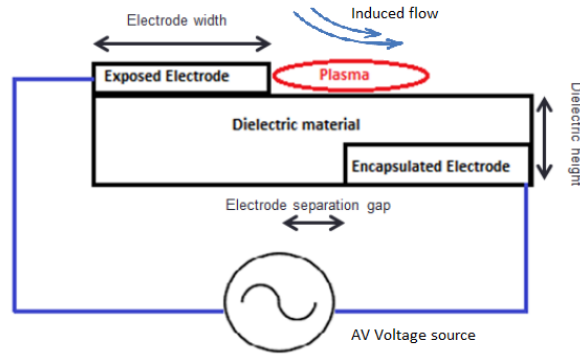 Electrode width
Induced flow
Exposed Electrode
Plasma
Dielectric material
Encapsulated Electrode
Dielectric height
Electrode separation gap
AV Voltage source